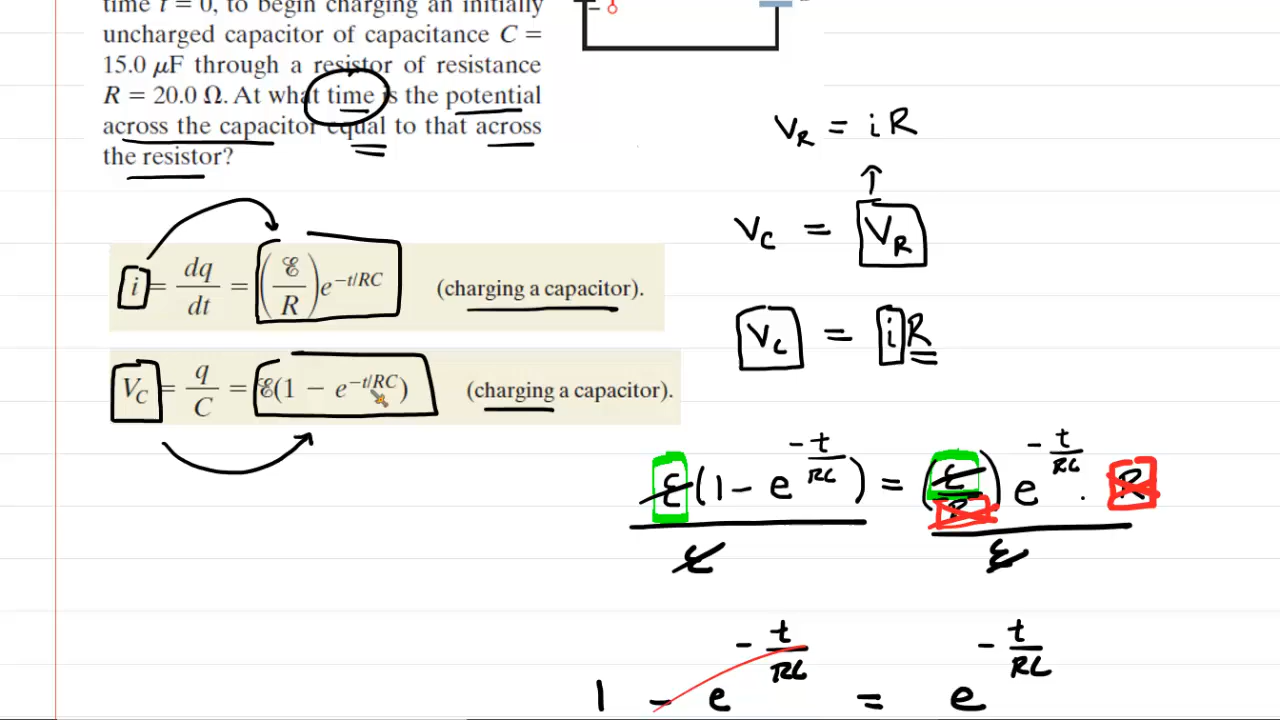 time t = 0, to begin charging an initially
uncharged capacitor of capacitance C =
15.0 μF through a resistor of resistance
R = 20.0 Ω. At what time is the potential
across the capacitor equal to that across
the resistor?
V_R = iR
↑
V_C = V_R
i = dq/dt = (ℰ/R)e^{−t/RC} (charging a capacitor).
V_C = iR
V_C = q/C = ℰ(1 − e^{−t/RC}) (charging a capacitor).
ℰ(1 − e^{−t/RC}) = (ℰ/R) e^{−t/RC} · R
ℰ ℰ
1 − e^{−t/RC} = e^{−t/RC}